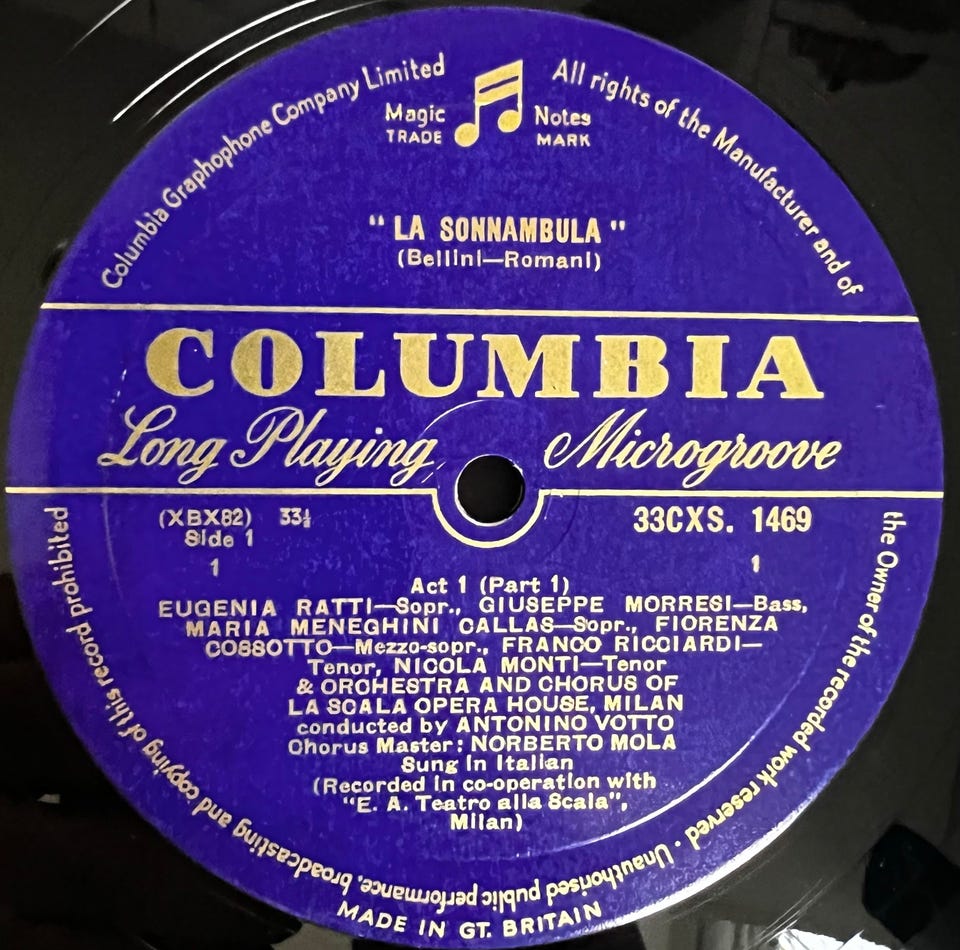 Columbia Graphophone Company Limited
All rights of the Manufacturer and of
the Owner of the recorded work reserved · Unauthorised public performance, broadcasting and copying of this record prohibited
Magic Notes
TRADE MARK
"LA SONNAMBULA"
(Bellini—Romani)
COLUMBIA
Long Playing Microgroove
(XBX82) 33⅓ 33CXS. 1469
Side 1
1 1
Act 1 (Part 1)
EUGENIA RATTI—Sopr., GIUSEPPE MORRESI—Bass,
MARIA MENEGHINI CALLAS—Sopr., FIORENZA
COSSOTTO—Mezzo-sopr., FRANCO RICCIARDI—
Tenor, NICOLA MONTI—Tenor
& ORCHESTRA AND CHORUS OF
LA SCALA OPERA HOUSE, MILAN
conducted by ANTONINO VOTTO
Chorus Master: NORBERTO MOLA
Sung in Italian
(Recorded in co-operation with
"E. A. Teatro alla Scala",
Milan)
MADE IN GT. BRITAIN